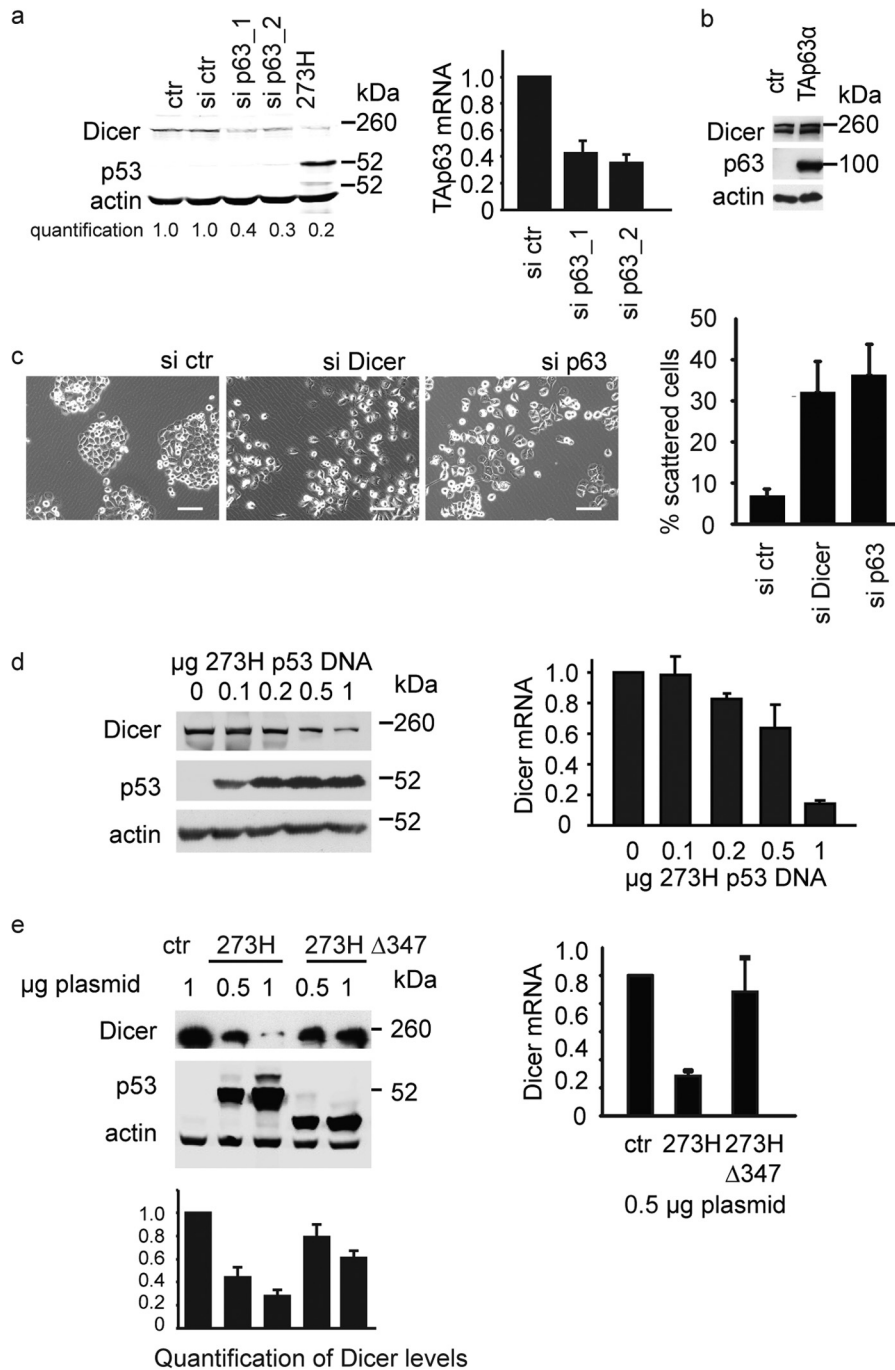 a
ctr
si ctr
si p63_1
si p63_2
273H
kDa
Dicer
260
p53
52
52
actin
quantification 1.0 1.0 0.4 0.3 0.2
TAp63 mRNA
1.0
0.8
0.6
0.4
0.2
0
si ctr
si p63_1
si p63_2
b
ctr
TAp63α
kDa
Dicer
260
p63
100
actin
c
si ctr
si Dicer
si p63
% scattered cells
50
40
30
20
10
0
si ctr
si Dicer
si p63
d
µg 273H p53 DNA
0 0.1 0.2 0.5 1
kDa
Dicer
260
p53
52
actin
52
Dicer mRNA
1.0
0.8
0.6
0.4
0.2
0
0 0.1 0.2 0.5 1
µg 273H p53 DNA
e
ctr 273H 273H Δ347
µg plasmid 1 0.5 1 0.5 1
kDa
Dicer
260
p53
52
actin
1.0
0.8
0.6
0.4
0.2
Quantification of Dicer levels
Dicer mRNA
0.8
0.8
0.4
0.2
0
ctr 273H 273H
Δ347
0.5 µg plasmid